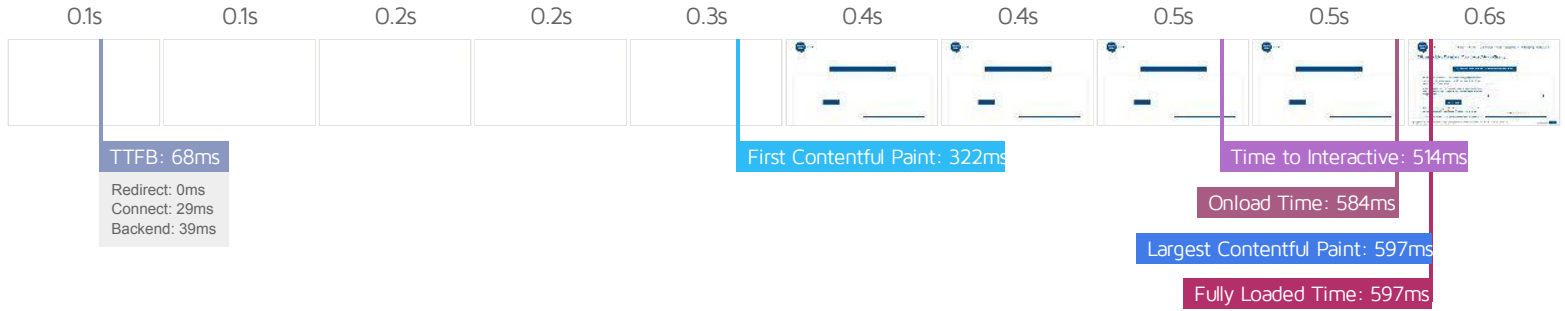 0.1s
0.1s
0.2s
0.2s
0.3s
0.4s
0.4s
0.5s
0.5s
0.6s
TTFB: 68ms
Redirect: 0ms
Connect: 29ms
Backend: 39ms
First Contentful Paint: 322ms
Time to Interactive: 514ms
Onload Time: 584ms
Largest Contentful Paint: 597ms
Fully Loaded Time: 597ms